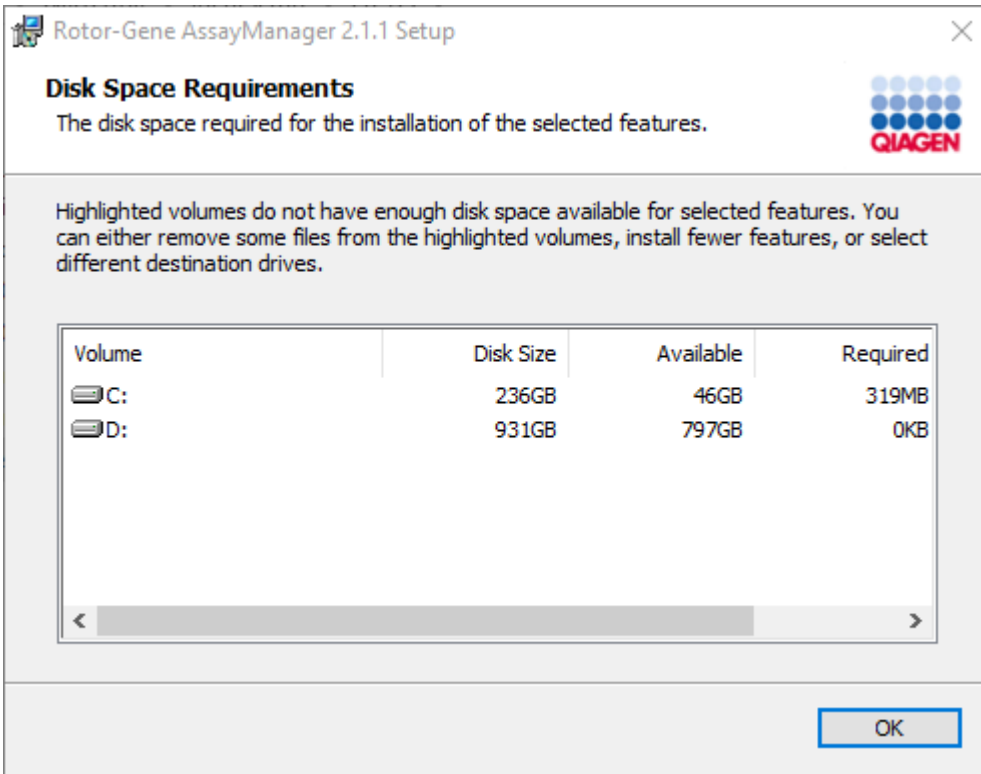 Rotor-Gene AssayManager 2.1.1 Setup
Disk Space Requirements
The disk space required for the installation of the selected features.
QIAGEN
Highlighted volumes do not have enough disk space available for selected features. You
can either remove some files from the highlighted volumes, install fewer features, or select
different destination drives.
Volume Disk Size Available Required
C: 236GB 46GB 319MB
D: 931GB 797GB 0KB
OK